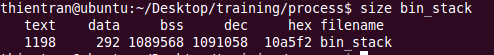 thientran@ubuntu:~/Desktop/training/process$ size bin_stack
text data bss dec hex filename
1198 292 1089568 1091058 10a5f2 bin_stack